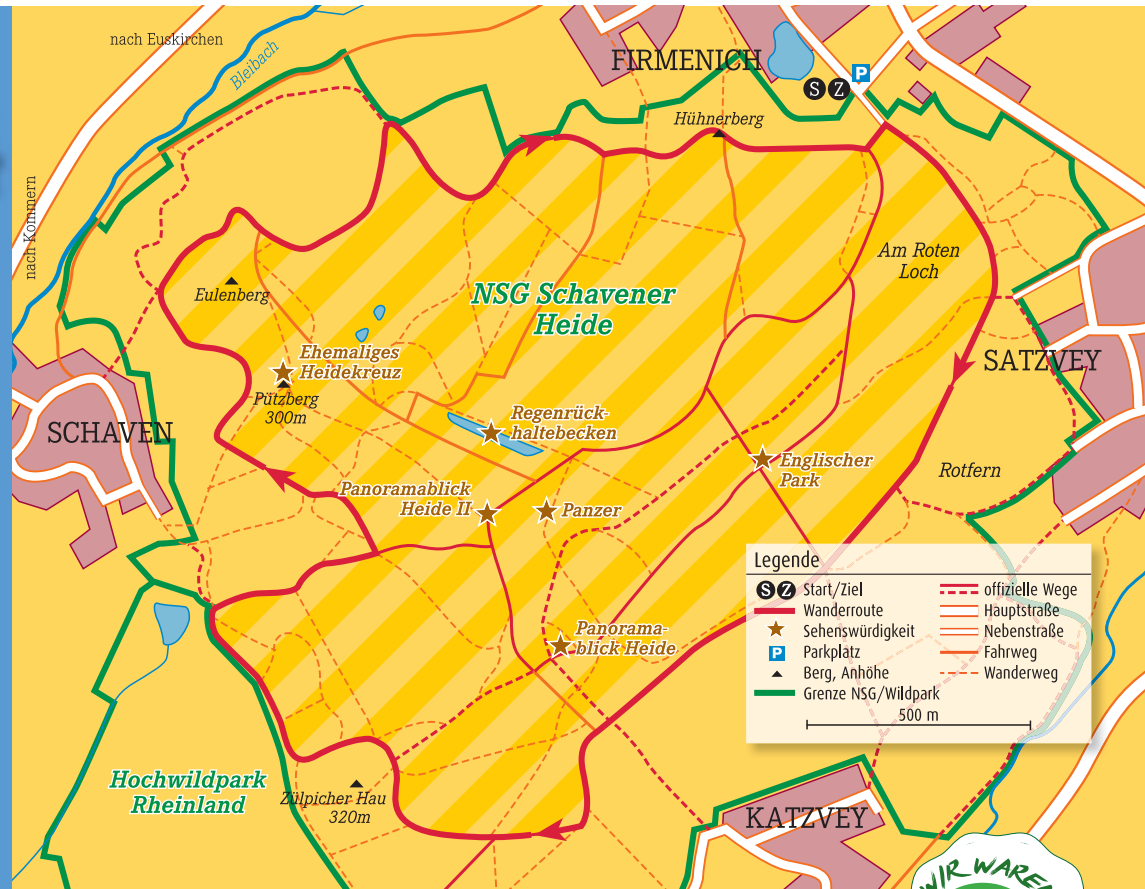 nach Euskirchen
Bleibach
nach Kommern
FIRMENICH
S Z
P
Hühnerberg
Am Roten
Loch
Eulenberg
NSG Schavener
Heide
Ehemaliges
Heidekreuz
Pützberg
300m
SATZVEY
SCHAVEN
Regenrück-
haltebecken
Englischer
Park
Rotfern
Panoramablick
Heide II
Panzer
Panorama-
blick Heide
Hochwildpark
Rheinland
Zülpicher Hau
320m
KATZVEY
Legende
S Z Start/Ziel
Wanderroute
Sehenswürdigkeit
P Parkplatz
Berg, Anhöhe
Grenze NSG/Wildpark
offizielle Wege
Hauptstraße
Nebenstraße
Fahrweg
Wanderweg
500 m
WIR WAREN